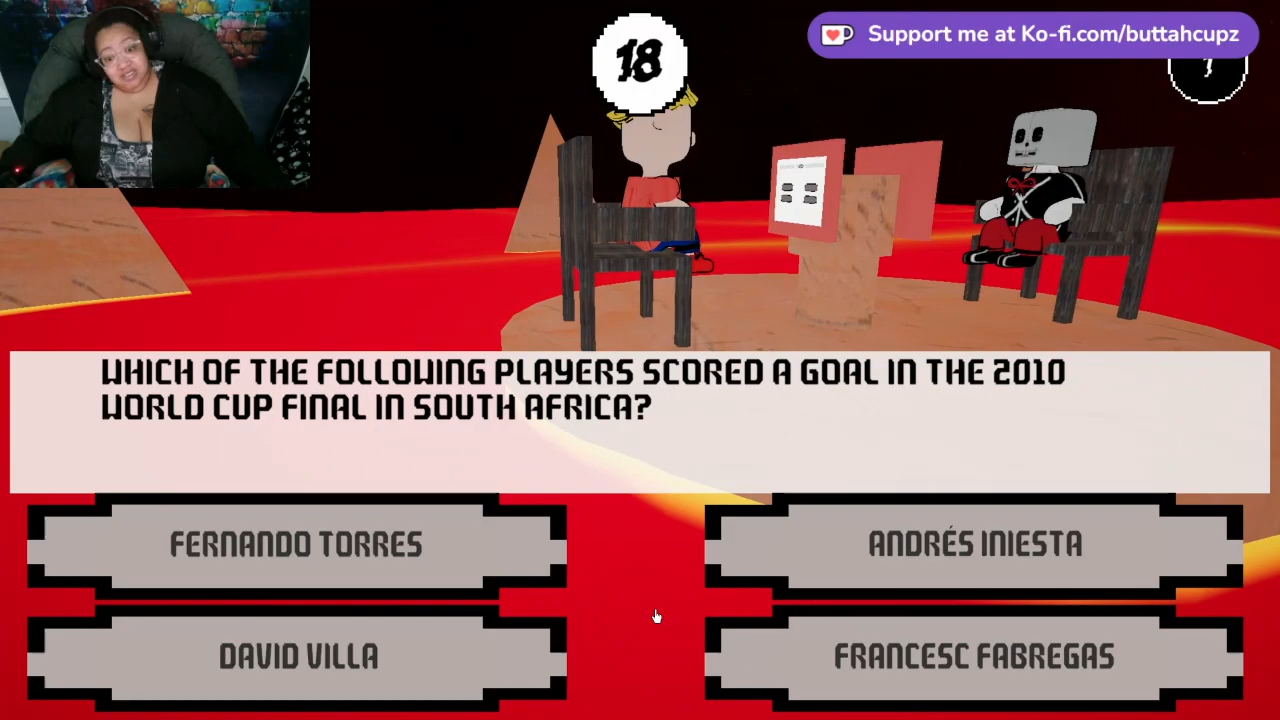 Support me at Ko-fi.com/buttahcupz
18
WHICH OF THE FOLLOWING PLAYERS SCORED A GOAL IN THE 2010
WORLD CUP FINAL IN SOUTH AFRICA?
FERNANDO TORRES
ANDRÉS INIESTA
DAVID VILLA
FRANCESC FABREGAS